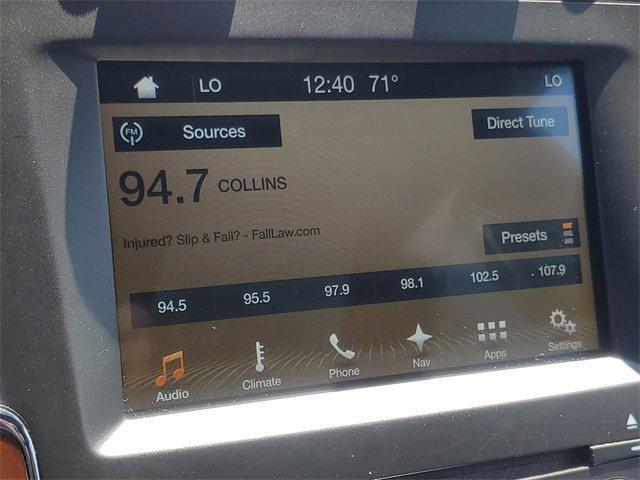 LO 12:40 71° LO
FM Sources Direct Tune
94.7 COLLINS
Injured? Slip & Fall? - FallLaw.com
Presets
94.5 95.5 97.9 98.1 102.5 107.9
Audio Climate Phone Nav Apps Settings